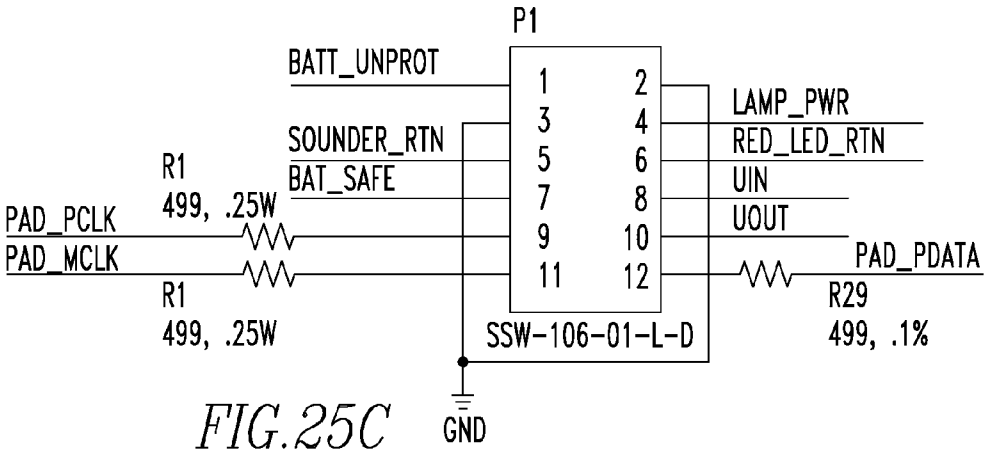 P1
BATT_UNPROT
1 2
LAMP_PWR
3 4
SOUNDER_RTN
RED_LED_RTN
5 6
R1
BAT_SAFE
UIN
499, .25W
7 8
PAD_PCLK
UOUT
9 10
PAD_MCLK
PAD_PDATA
11 12
R1
R29
499, .25W
SSW-106-01-L-D
499, .1%
FIG.25C
GND